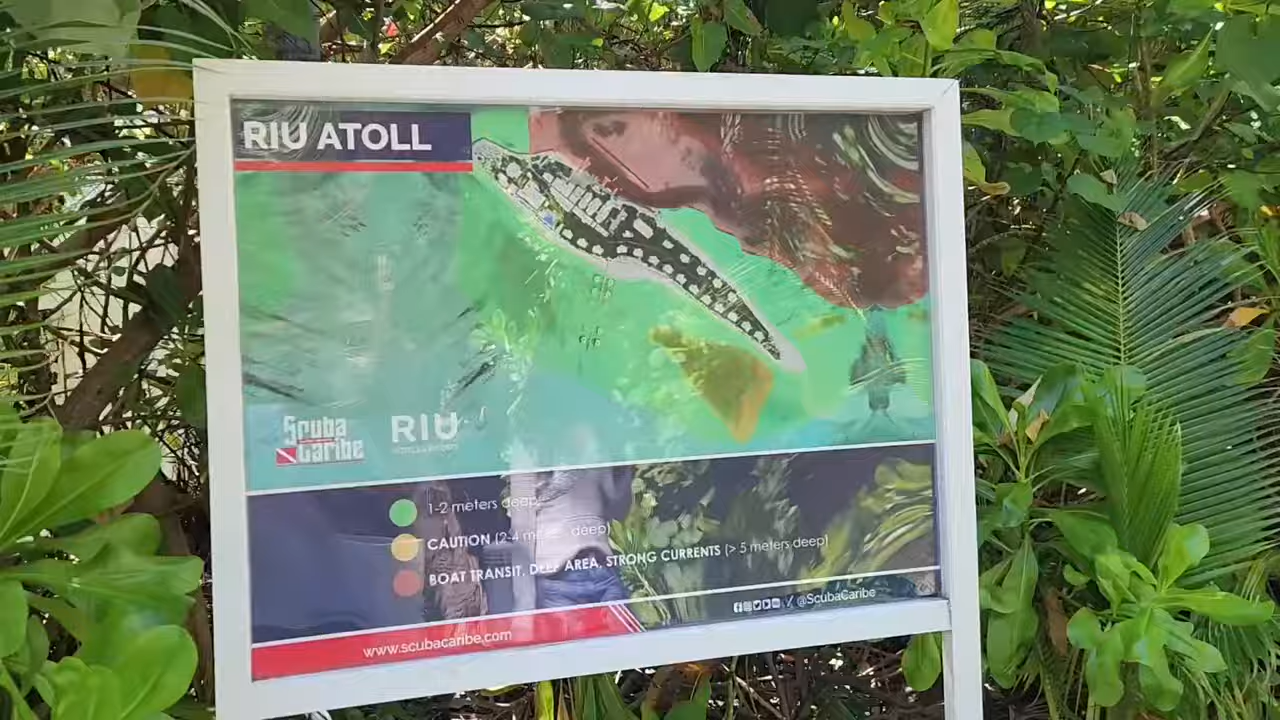 RIU ATOLL
Scuba
Caribe
RIU
1-2 meters deep
CAUTION (2-4 meters deep)
BOAT TRANSIT, DEEP AREA, STRONG CURRENTS (> 5 meters deep)
@ScubaCaribe
www.scubacaribe.com